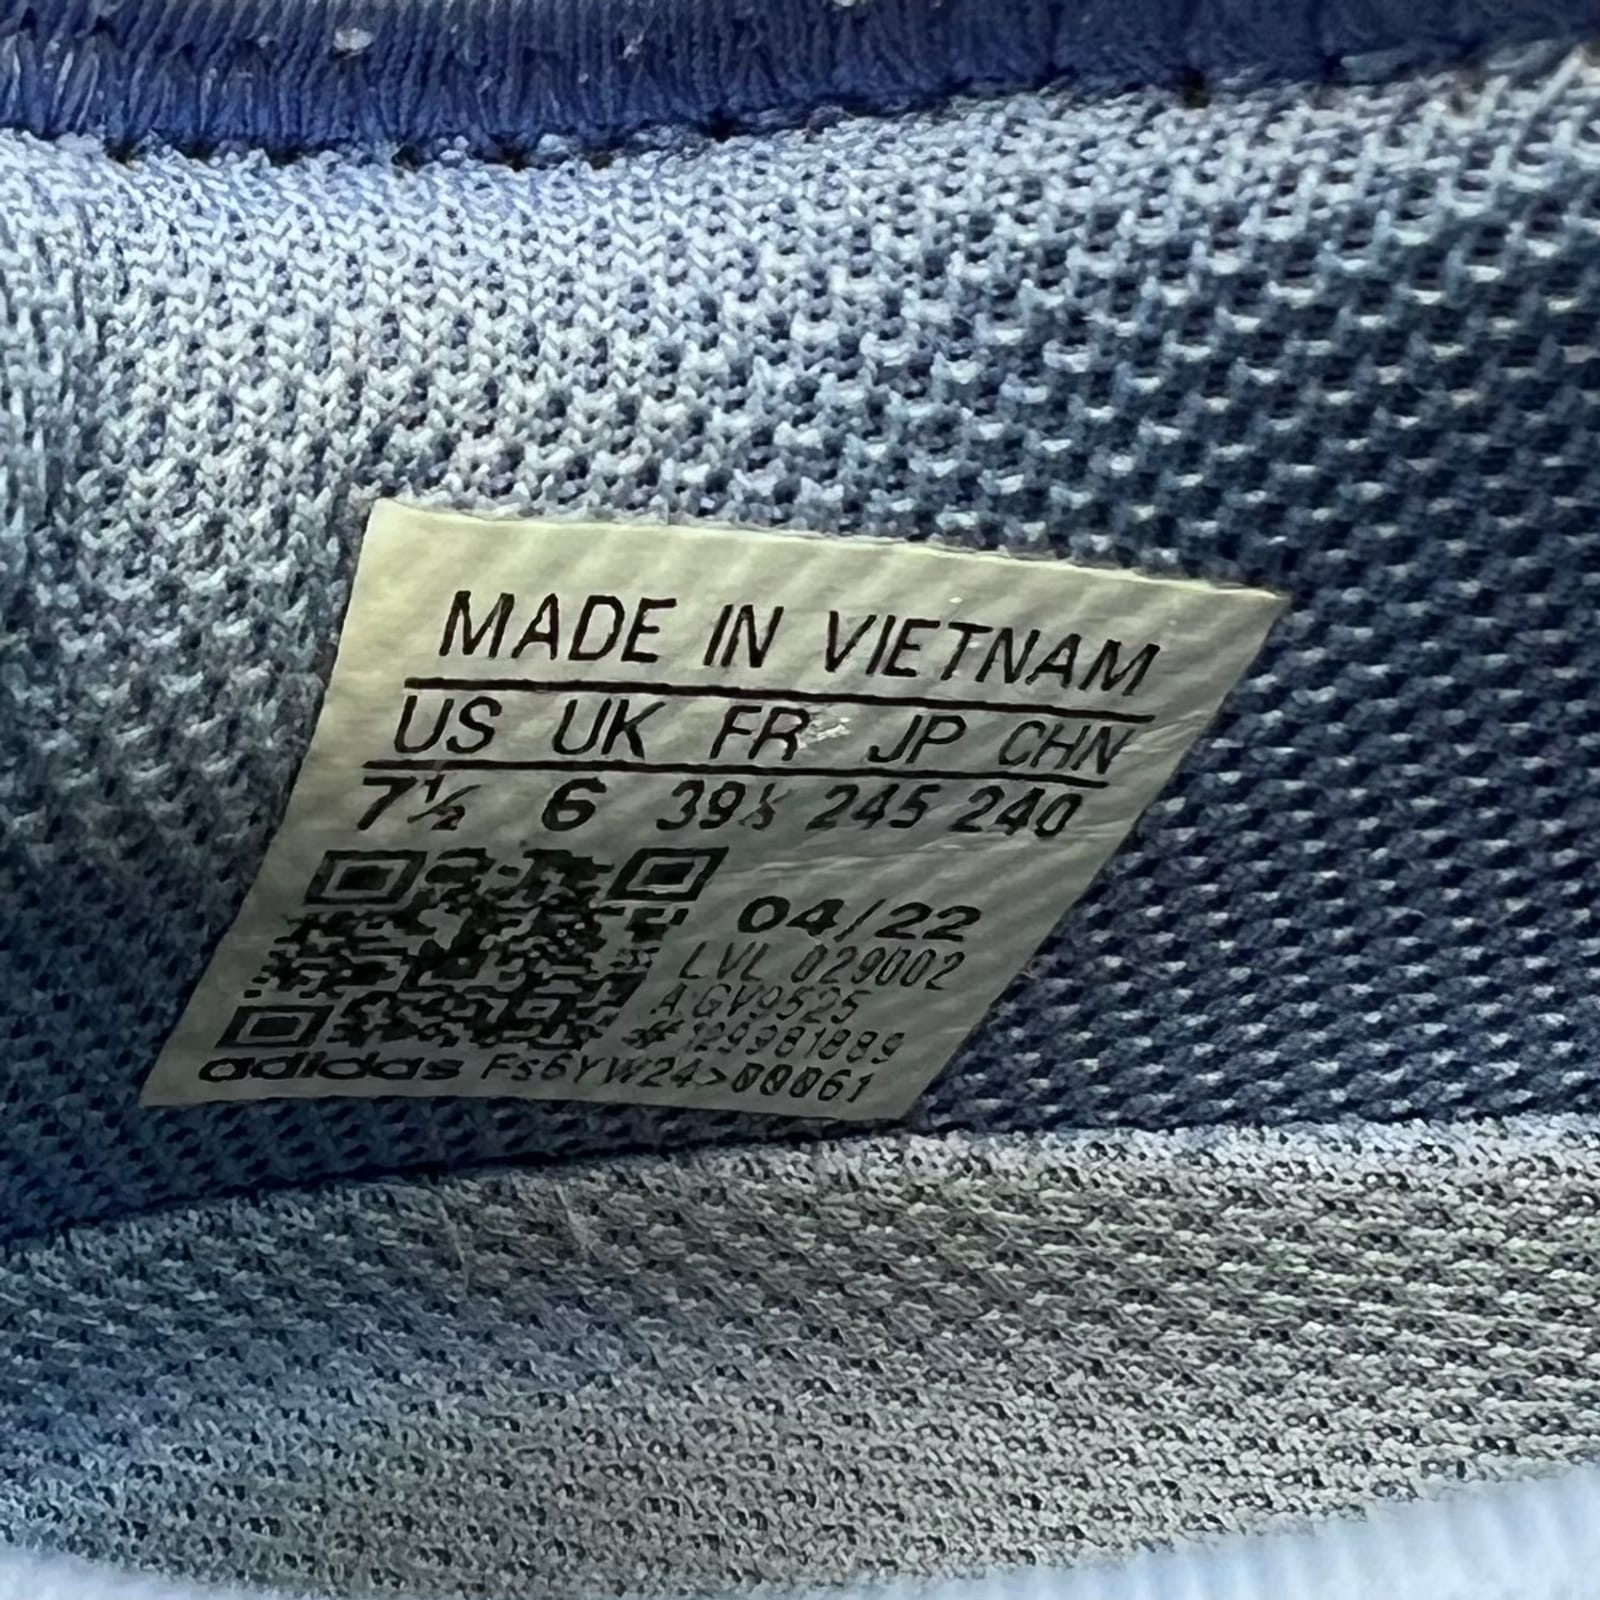 MADE IN VIETNAM
US UK FR JP CHN
7½ 6 39⅓ 245 240
04/22
LVL 029002
A.GV9525
#129981889
adidas Fs6YW24>00061